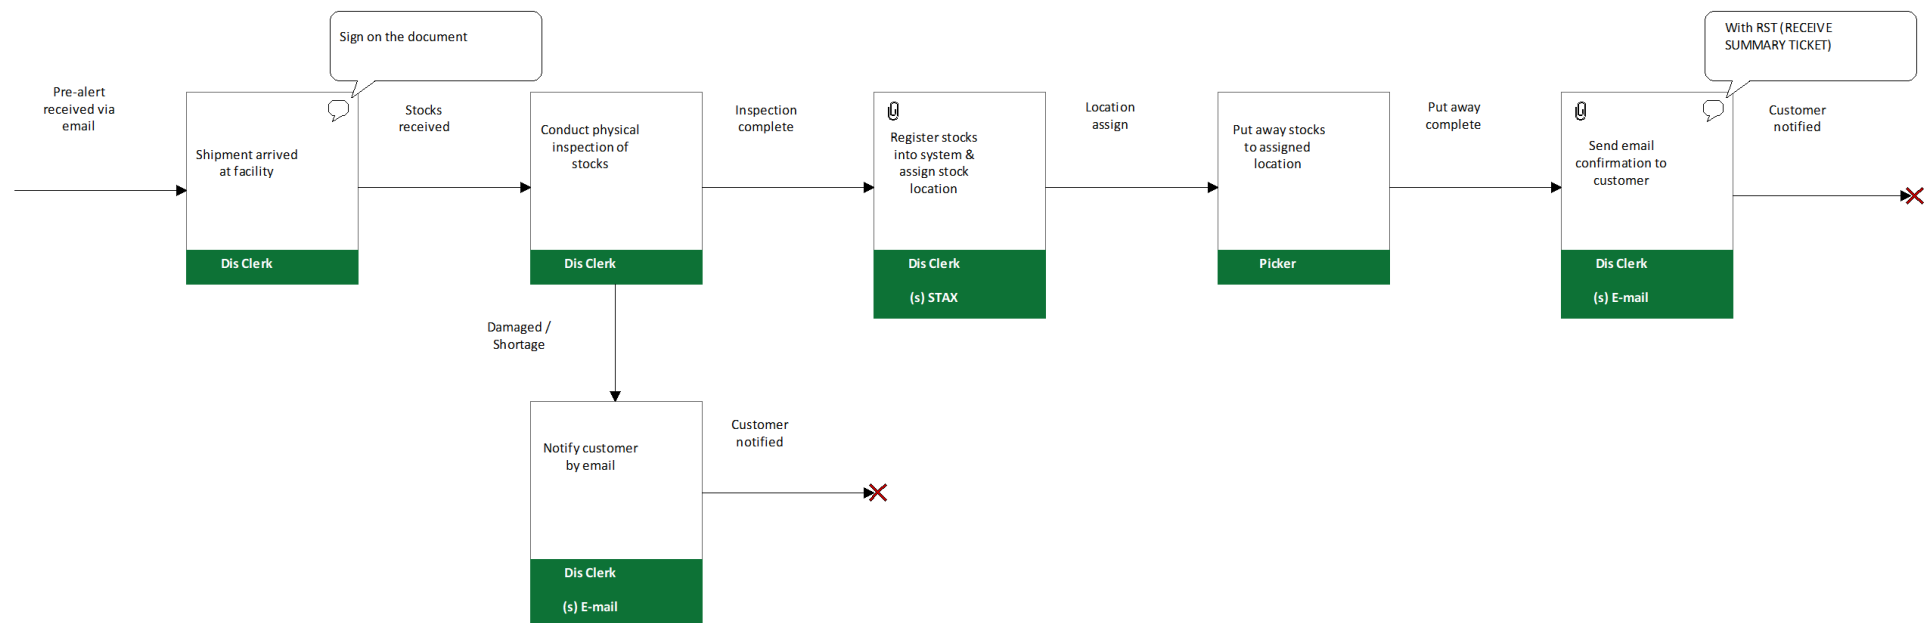 Sign on the document
With RST (RECEIVE
SUMMARY TICKET)
Pre-alert
received via
email
Shipment arrived
at facility
Dis Clerk
Stocks
received
Conduct physical
inspection of
stocks
Dis Clerk
Inspection
complete
Register stocks
into system &
assign stock
location
Dis Clerk
(s) STAX
Location
assign
Put away stocks
to assigned
location
Picker
Put away
complete
Send email
confirmation to
customer
Dis Clerk
(s) E-mail
Customer
notified
Damaged /
Shortage
Notify customer
by email
Dis Clerk
(s) E-mail
Customer
notified